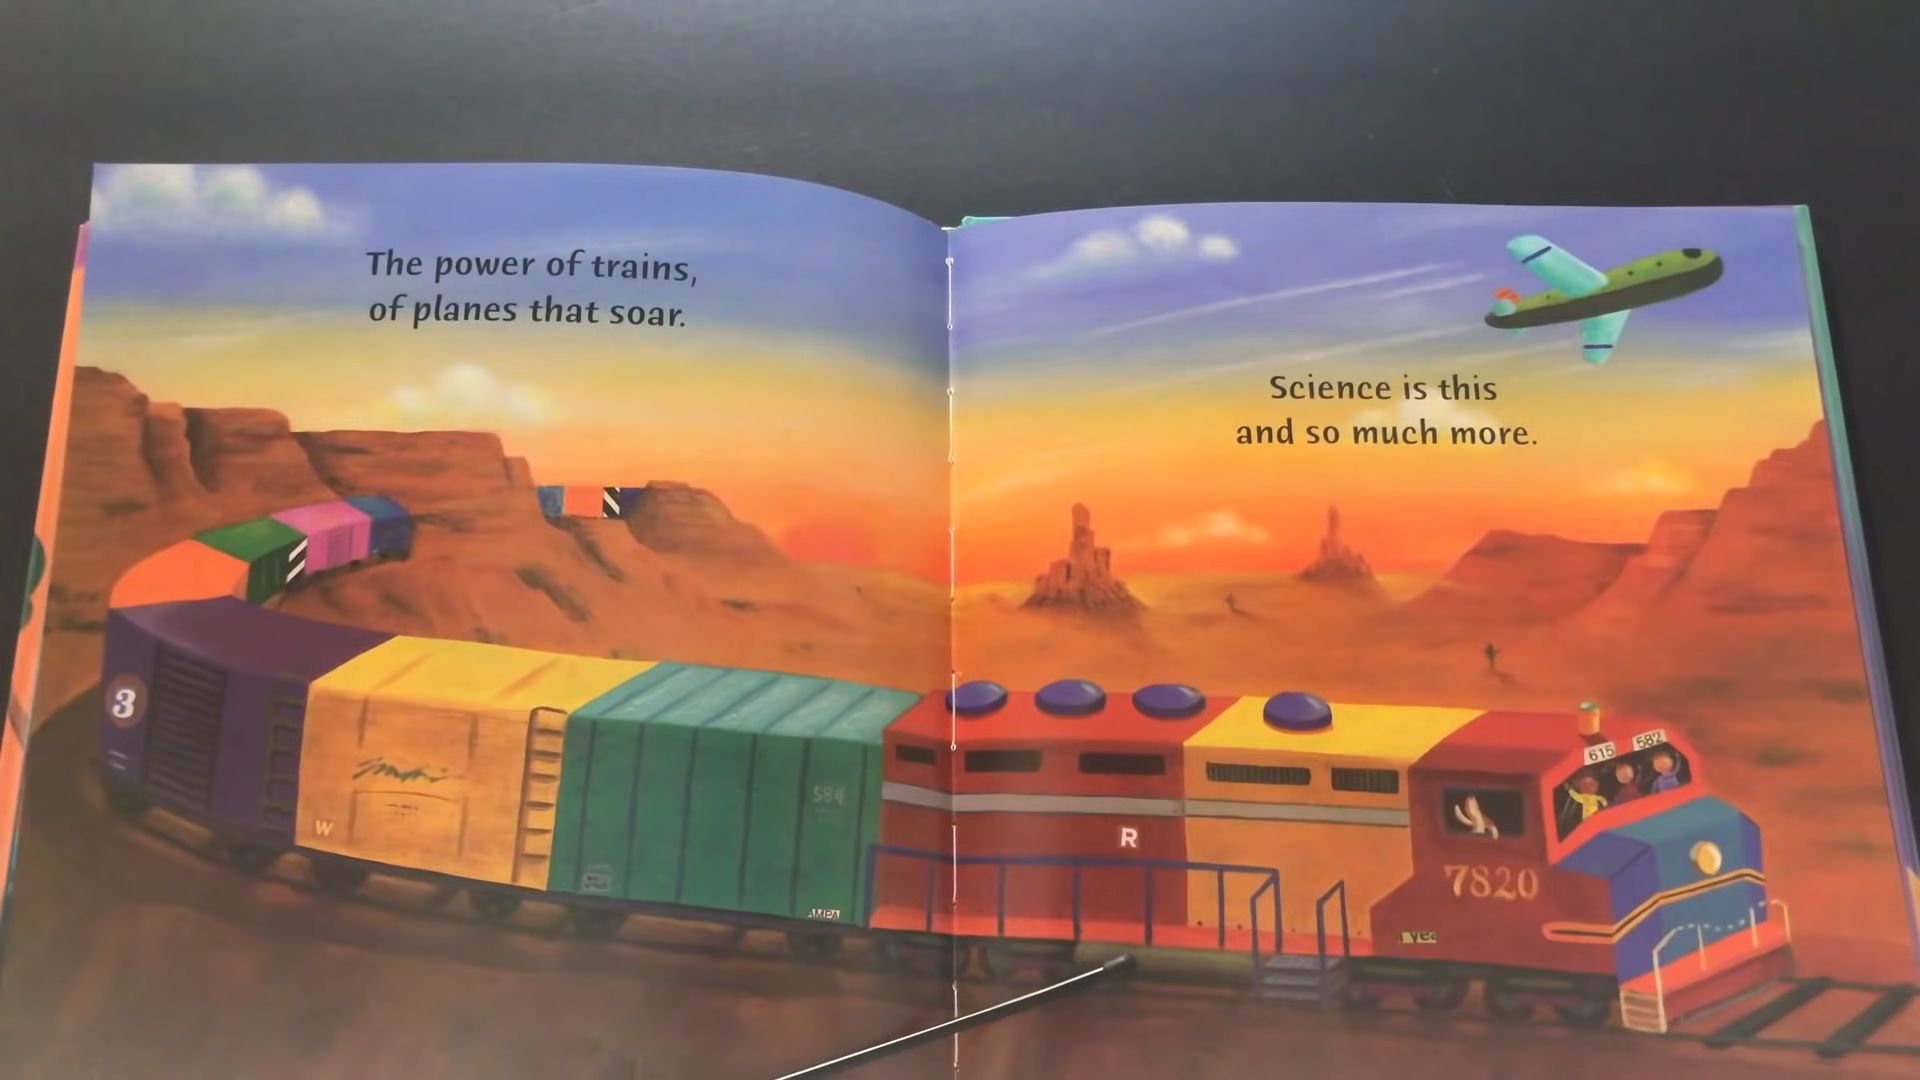 The power of trains,
of planes that soar.
Science is this
and so much more.
3
W
584
AMPA
R
615
582
7820